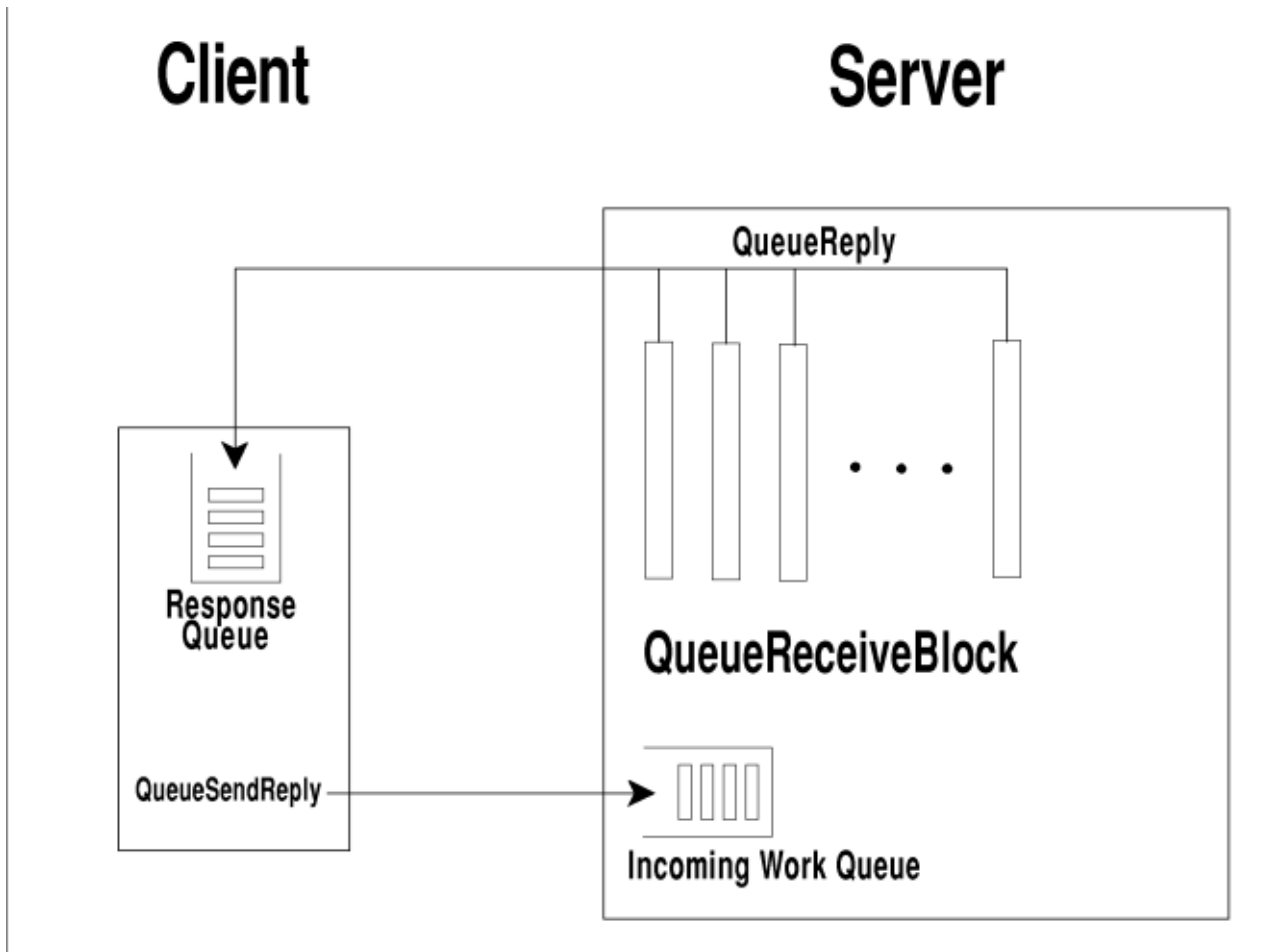 Client
Server
QueueReply
Response
Queue
QueueReceiveBlock
QueueSendReply
Incoming Work Queue